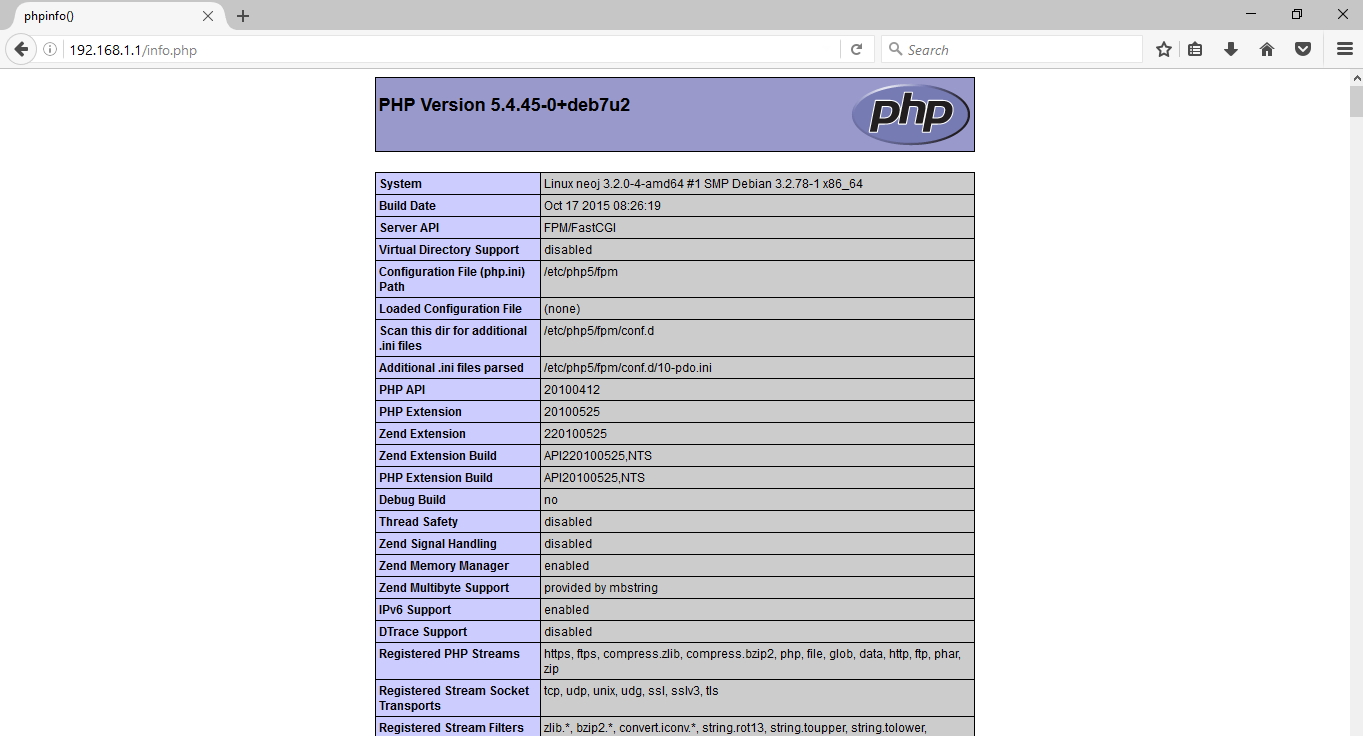 phpinfo()
192.168.1.1/info.php
Search
PHP Version 5.4.45-0+deb7u2
php
System Linux neoj 3.2.0-4-amd64 #1 SMP Debian 3.2.78-1 x86_64
Build Date Oct 17 2015 08:26:19
Server API FPM/FastCGI
Virtual Directory Support disabled
Configuration File (php.ini) /etc/php5/fpm
Path
Loaded Configuration File (none)
Scan this dir for additional /etc/php5/fpm/conf.d
.ini files
Additional .ini files parsed /etc/php5/fpm/conf.d/10-pdo.ini
PHP API 20100412
PHP Extension 20100525
Zend Extension 220100525
Zend Extension Build API220100525,NTS
PHP Extension Build API20100525,NTS
Debug Build no
Thread Safety disabled
Zend Signal Handling disabled
Zend Memory Manager enabled
Zend Multibyte Support provided by mbstring
IPv6 Support enabled
DTrace Support disabled
Registered PHP Streams https, ftps, compress.zlib, compress.bzip2, php, file, glob, data, http, ftp, phar,
zip
Registered Stream Socket tcp, udp, unix, udg, ssl, sslv3, tls
Transports
Registered Stream Filters zlib.*, bzip2.*, convert.iconv.*, string.rot13, string.toupper, string.tolower,